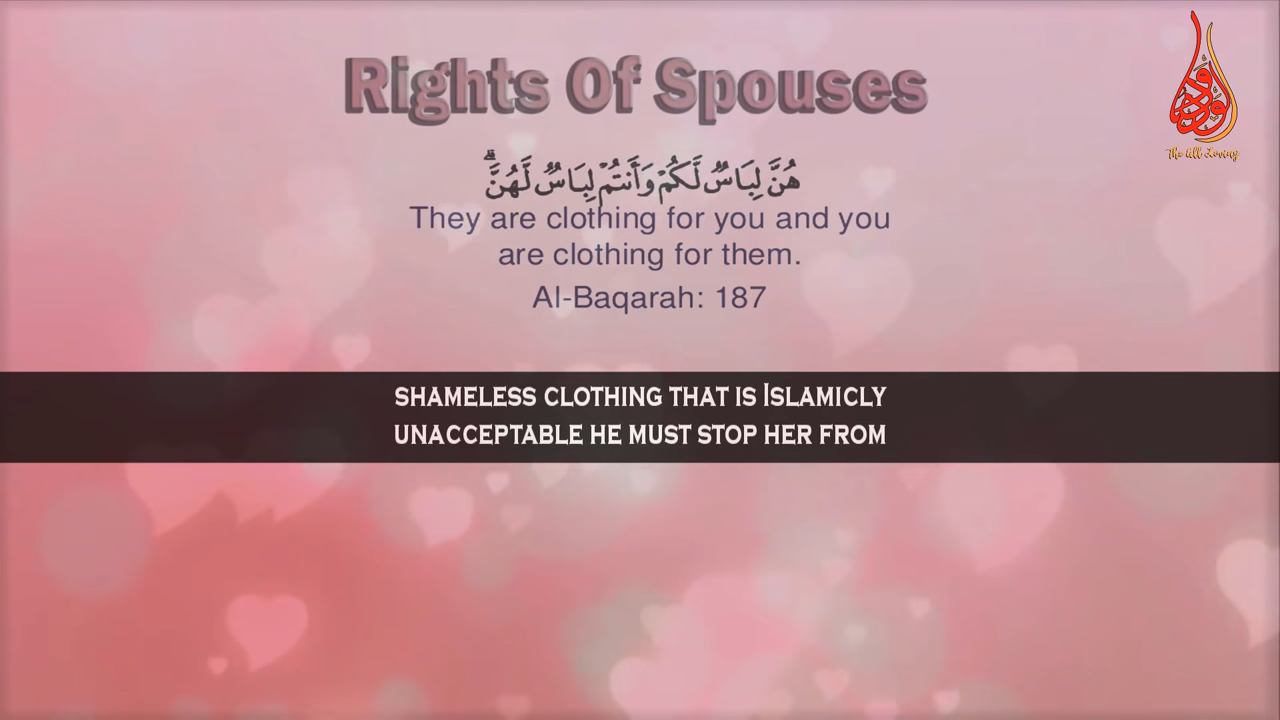 Rights Of Spouses
هُنَّ لِبَاسٌ لَّكُمْ وَأَنتُمْ لِبَاسٌ لَّهُنَّ ۗ
They are clothing for you and you
are clothing for them.
Al-Baqarah: 187
SHAMELESS CLOTHING THAT IS ISLAMICLY
UNACCEPTABLE HE MUST STOP HER FROM
الودود
The All Loving